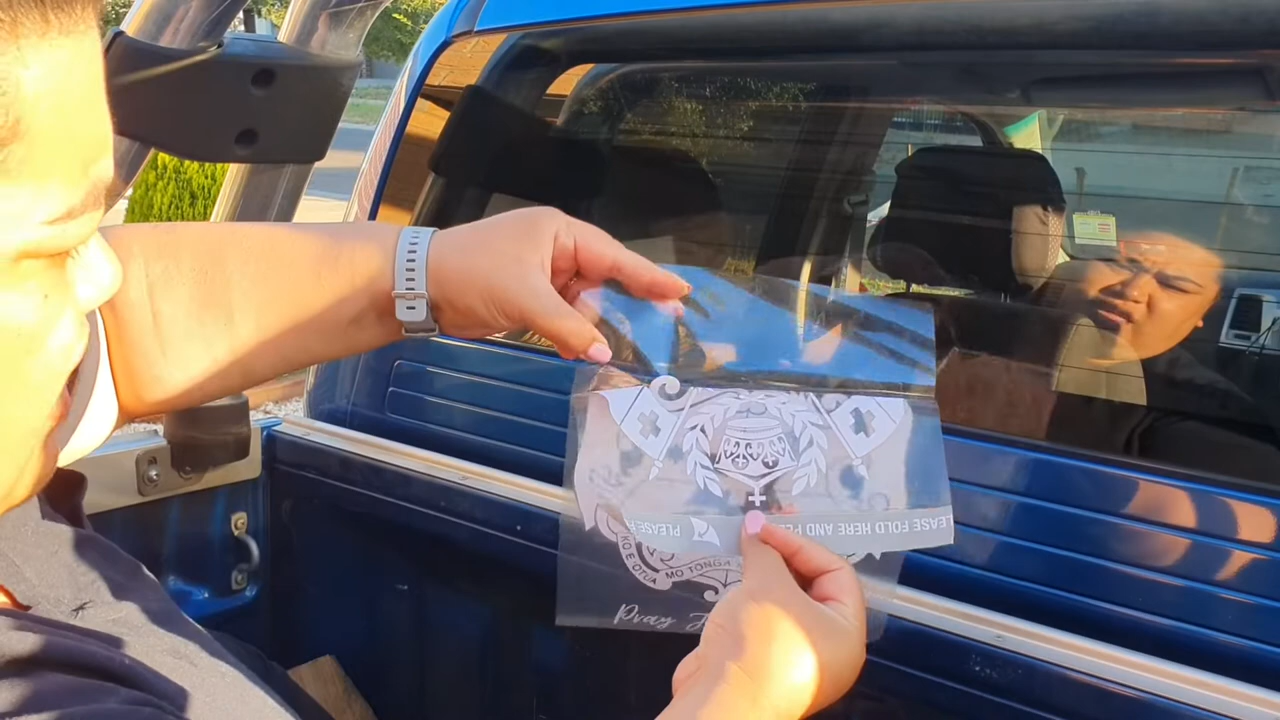 PLEASE
LEASE FOLD HERE AND
KO E 'OTUA
MO TONGA
Pray